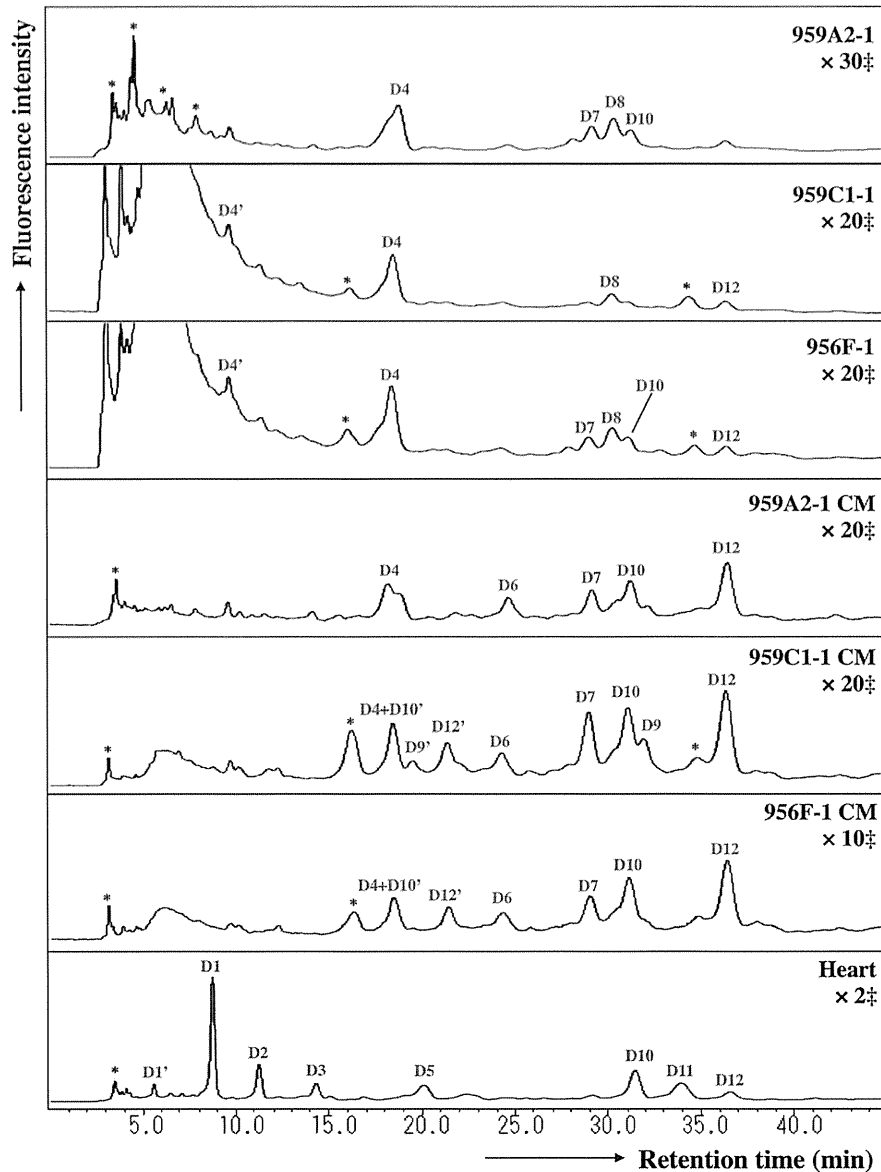 Fluorescence intensity
959A2-1
× 30‡
*
*
*
*
D4
D7
D8
D10
959C1-1
× 20‡
D4’
*
D4
D8
*
D12
956F-1
× 20‡
D4’
*
D4
D7
D8
D10
*
D12
959A2-1 CM
× 20‡
*
D4
D6
D7
D10
D12
959C1-1 CM
× 20‡
*
*
D4+D10’
D9’
D12’
D6
D7
D10
D9
*
D12
956F-1 CM
× 10‡
*
*
D4+D10’
D12’
D6
D7
D10
D12
Heart
× 2‡
*
D1’
D1
D2
D3
D5
D10
D11
D12
5.0 10.0 15.0 20.0 25.0 30.0 35.0 40.0
Retention time (min)